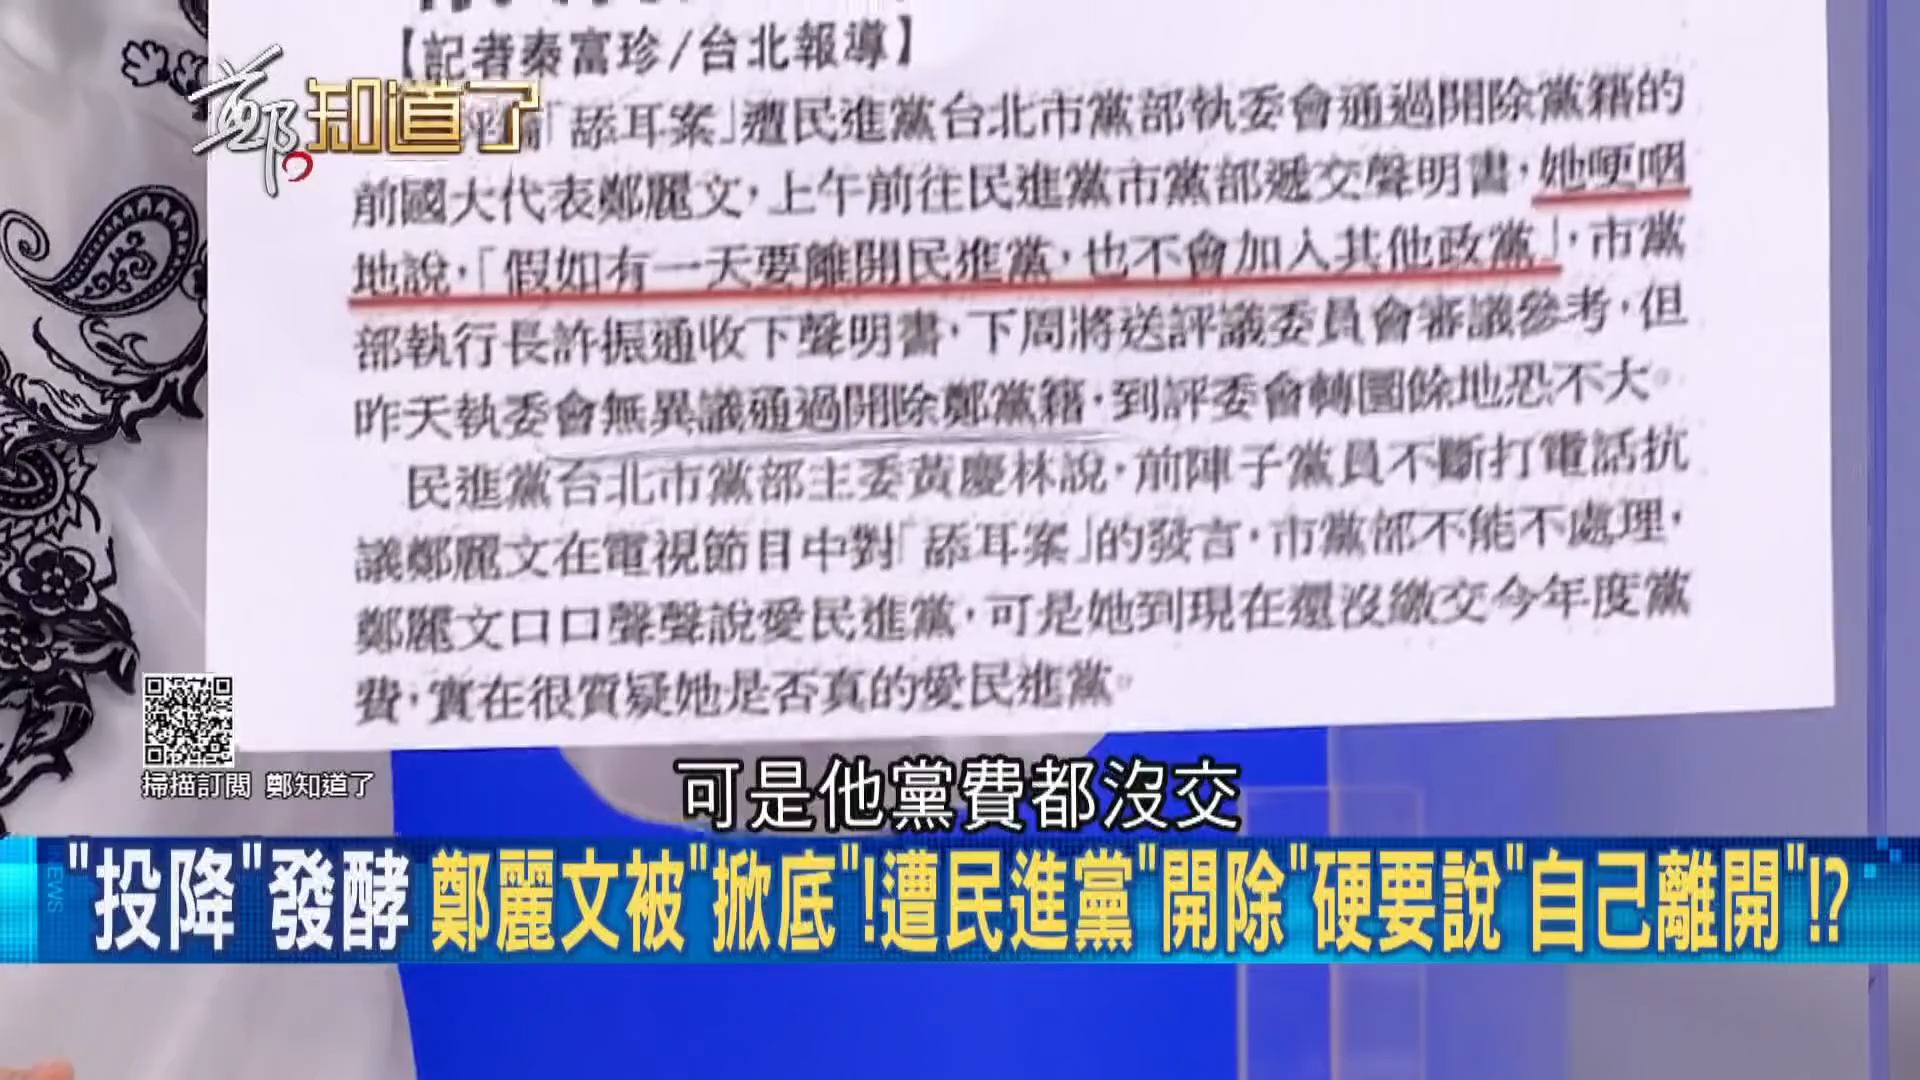 【記者秦富珍/台北報導】
鄭知道了
「舔耳案」遭民進黨台北市黨部執委會通過開除黨籍的
前國大代表鄭麗文，上午前往民進黨市黨部遞交聲明書，她哽咽
地說，「假如有一天要離開民進黨，也不會加入其他政黨」，市黨
部執行長許振通收下聲明書，下周將送評議委員會審議參考，但
昨天執委會無異議通過開除鄭黨籍，到評委會轉圜餘地恐不大。
民進黨台北市黨部主委黃慶林說，前陣子黨員不斷打電話抗
議鄭麗文在電視節目中對「舔耳案」的發言，市黨部不能不處理，
鄭麗文口口聲聲說愛民進黨，可是她到現在還沒繳交今年度黨
費，實在很質疑她是否真的愛民進黨。
掃描訂閱 鄭知道了
可是他黨費都沒交
"投降"發酵 鄭麗文被"掀底"!遭民進黨"開除"硬要說"自己離開"!?